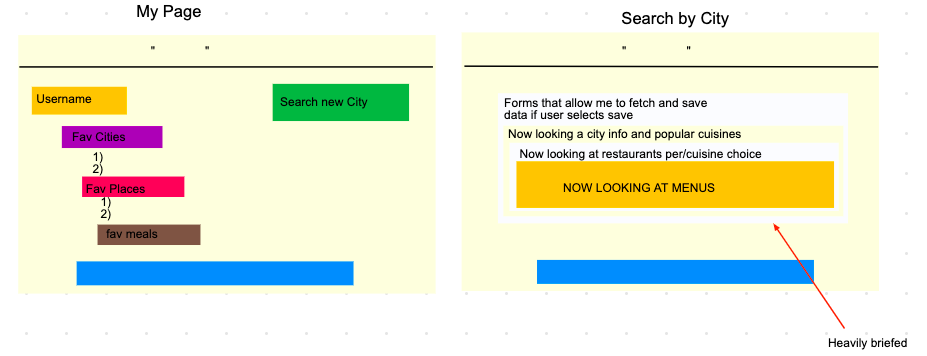 My Page
" "
Username
Search new City
Fav Cities
1)
2)
Fav Places
1)
2)
fav meals
Search by City
" "
Forms that allow me to fetch and save
data if user selects save
Now looking a city info and popular cuisines
Now looking at restaurants per/cuisine choice
NOW LOOKING AT MENUS
Heavily briefed